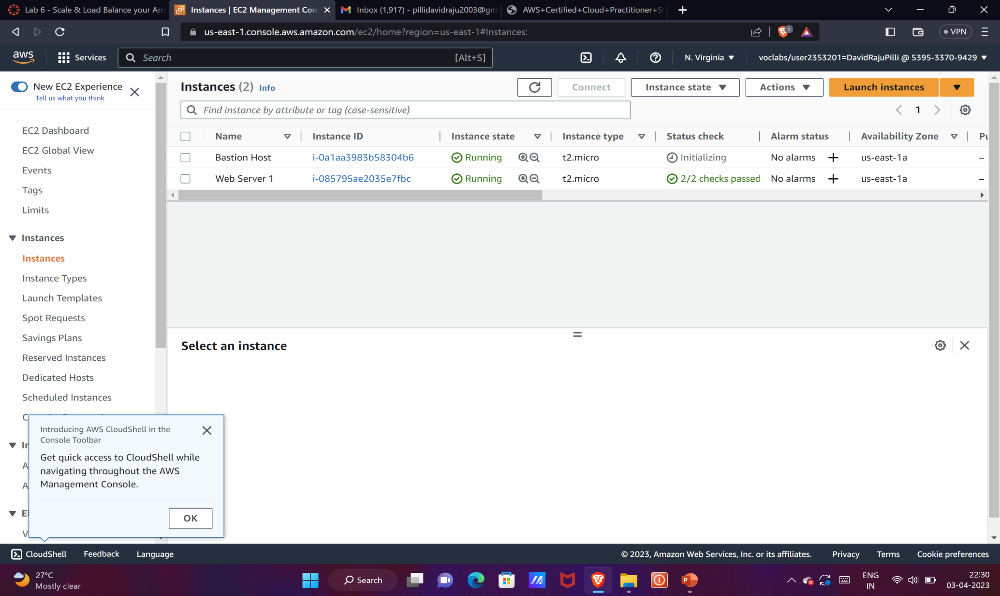 Lab 6 - Scale & Load Balance your Arc
Instances | EC2 Management Con
Inbox (1,917) - pillidavidraju2003@gm
AWS+Certified+Cloud+Practitioner+S
us-east-1.console.aws.amazon.com/ec2/home?region=us-east-1#Instances:
1
VPN
aws
Services
Search
[Alt+S]
N. Virginia
voclabs/user2353201=DavidRajuPilli @ 5395-3370-9429
New EC2 Experience
Tell us what you think
EC2 Dashboard
EC2 Global View
Events
Tags
Limits
Instances
Instances
Instance Types
Launch Templates
Spot Requests
Savings Plans
Reserved Instances
Dedicated Hosts
Scheduled Instances
Instances (2) Info
Connect
Instance state
Actions
Launch instances
Find instance by attribute or tag (case-sensitive)
1
Name Instance ID Instance state Instance type Status check Alarm status Availability Zone Pu
Bastion Host i-0a1aa3983b58304b6 Running t2.micro Initializing No alarms + us-east-1a –
Web Server 1 i-085795ae2035e7fbc Running t2.micro 2/2 checks passed No alarms + us-east-1a –
Select an instance
Introducing AWS CloudShell in the
Console Toolbar
Get quick access to CloudShell while
navigating throughout the AWS
Management Console.
OK
CloudShell Feedback Language
© 2023, Amazon Web Services, Inc. or its affiliates. Privacy Terms Cookie preferences
27°C
Mostly clear
Search
ENG
IN
22:30
03-04-2023